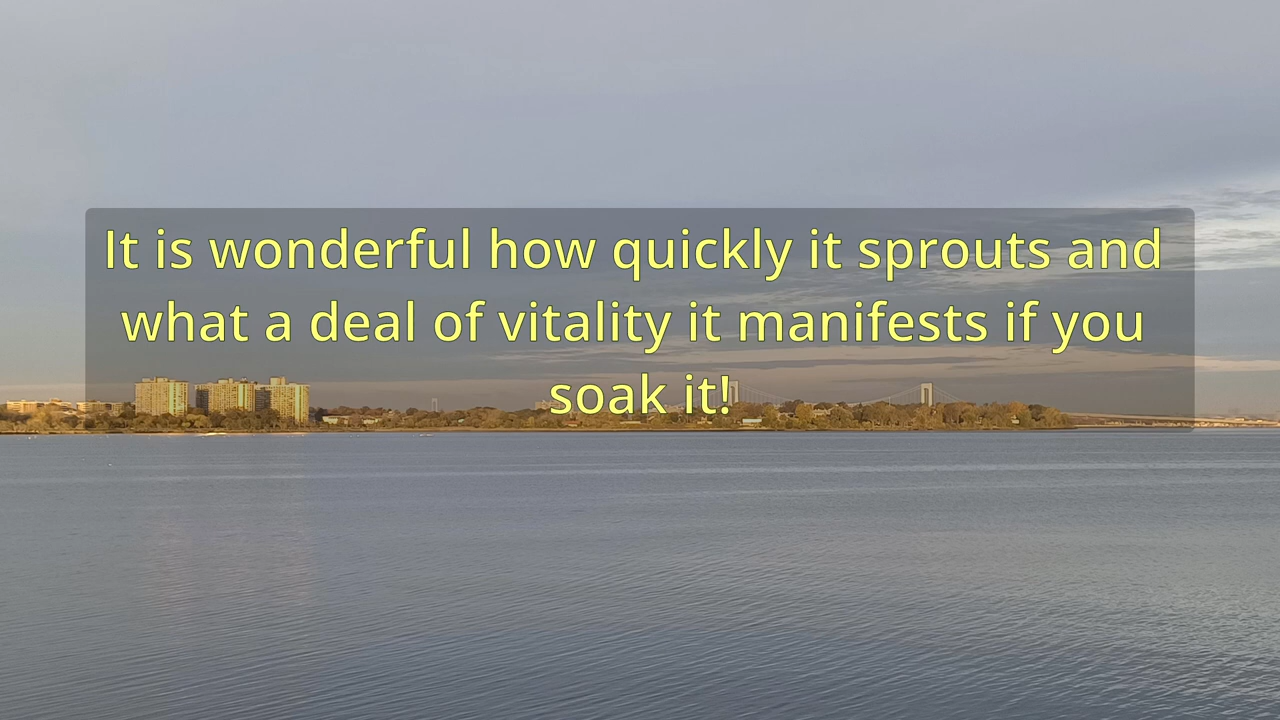 It is wonderful how quickly it sprouts and
what a deal of vitality it manifests if you
soak it!